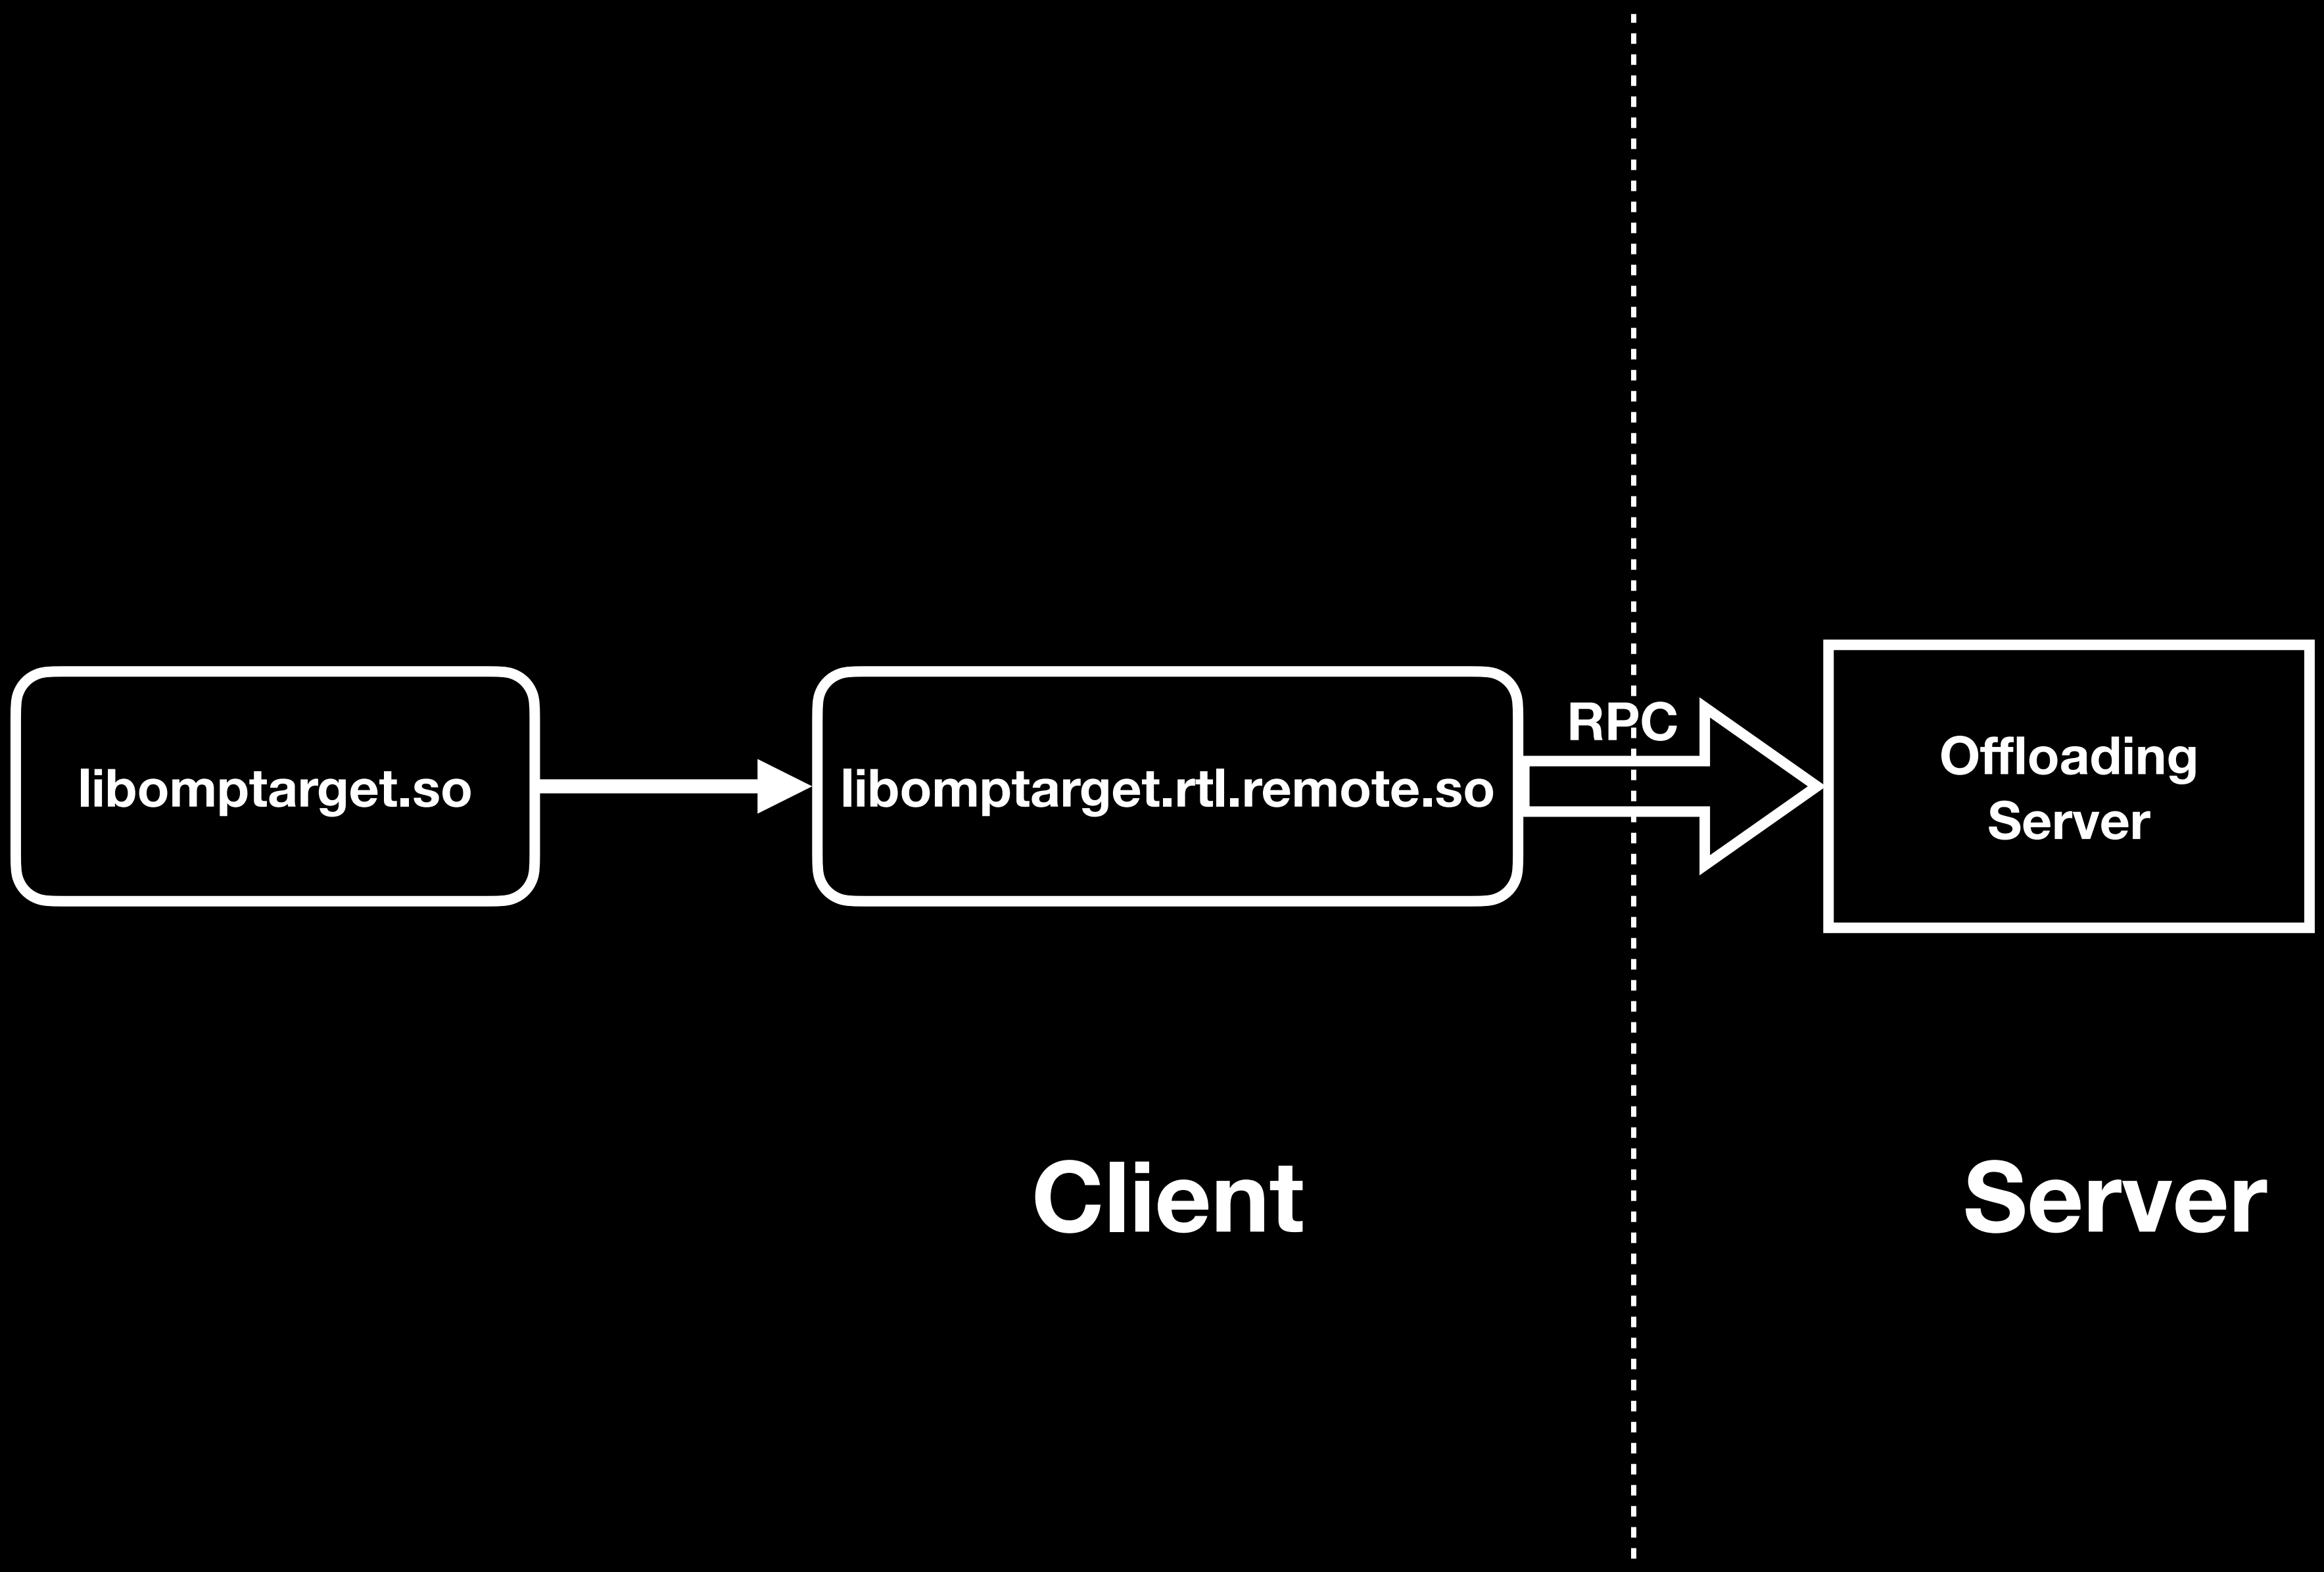 libomptarget.so
libomptarget.rtl.remote.so
RPC
Offloading
Server
Client
Server